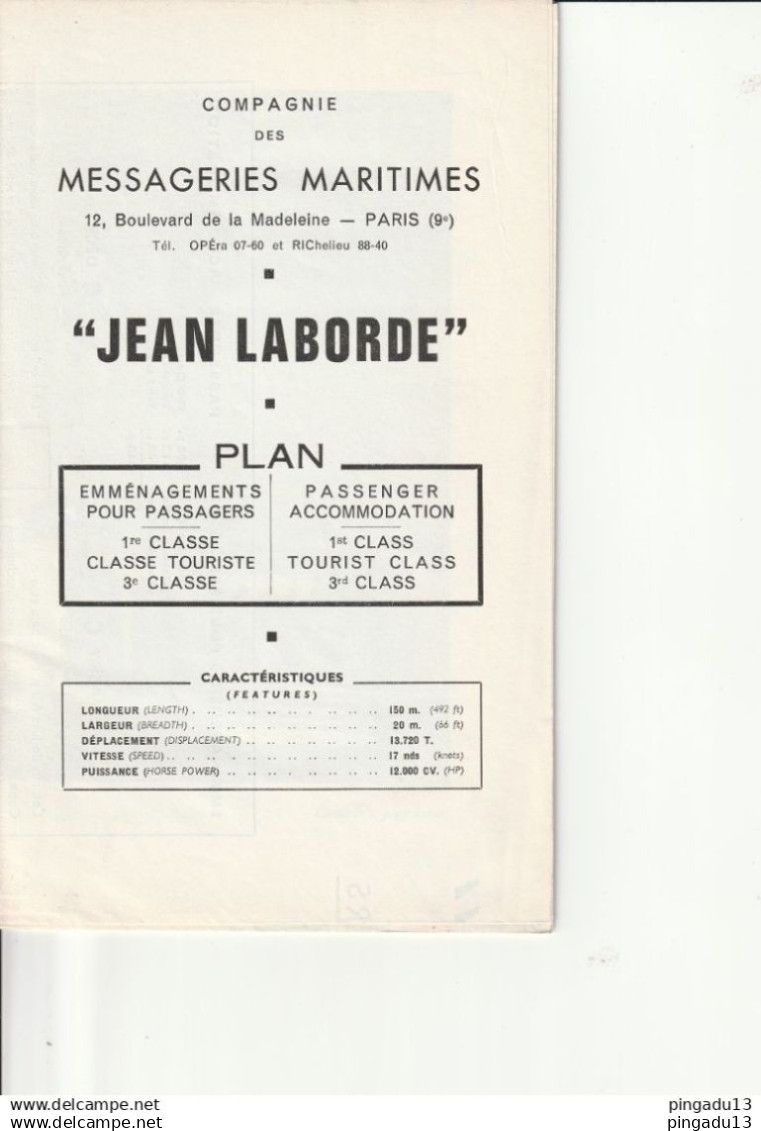 COMPAGNIE
DES
MESSAGERIES MARITIMES
12, Boulevard de la Madeleine — PARIS (9e)
Tél. OPÉra 07-60 et RIChelieu 88-40
"JEAN LABORDE"
PLAN
EMMÉNAGEMENTS
POUR PASSAGERS
1re CLASSE
CLASSE TOURISTE
3e CLASSE
PASSENGER
ACCOMMODATION
1st CLASS
TOURIST CLASS
3rd CLASS
CARACTÉRISTIQUES
(FEATURES)
LONGUEUR (LENGTH) . . . . . . . . . . 150 m. (492 ft)
LARGEUR (BREADTH) . . . . . . . . . . 20 m. (66 ft)
DÉPLACEMENT (DISPLACEMENT) . . . . . . . . 13.720 T.
VITESSE (SPEED) . . . . . . . . . . 17 nds (knots)
PUISSANCE (HORSE POWER) . . . . . . . . 12.000 CV. (HP)
delcampe.net pingadu13
delcampe.net pingadu13